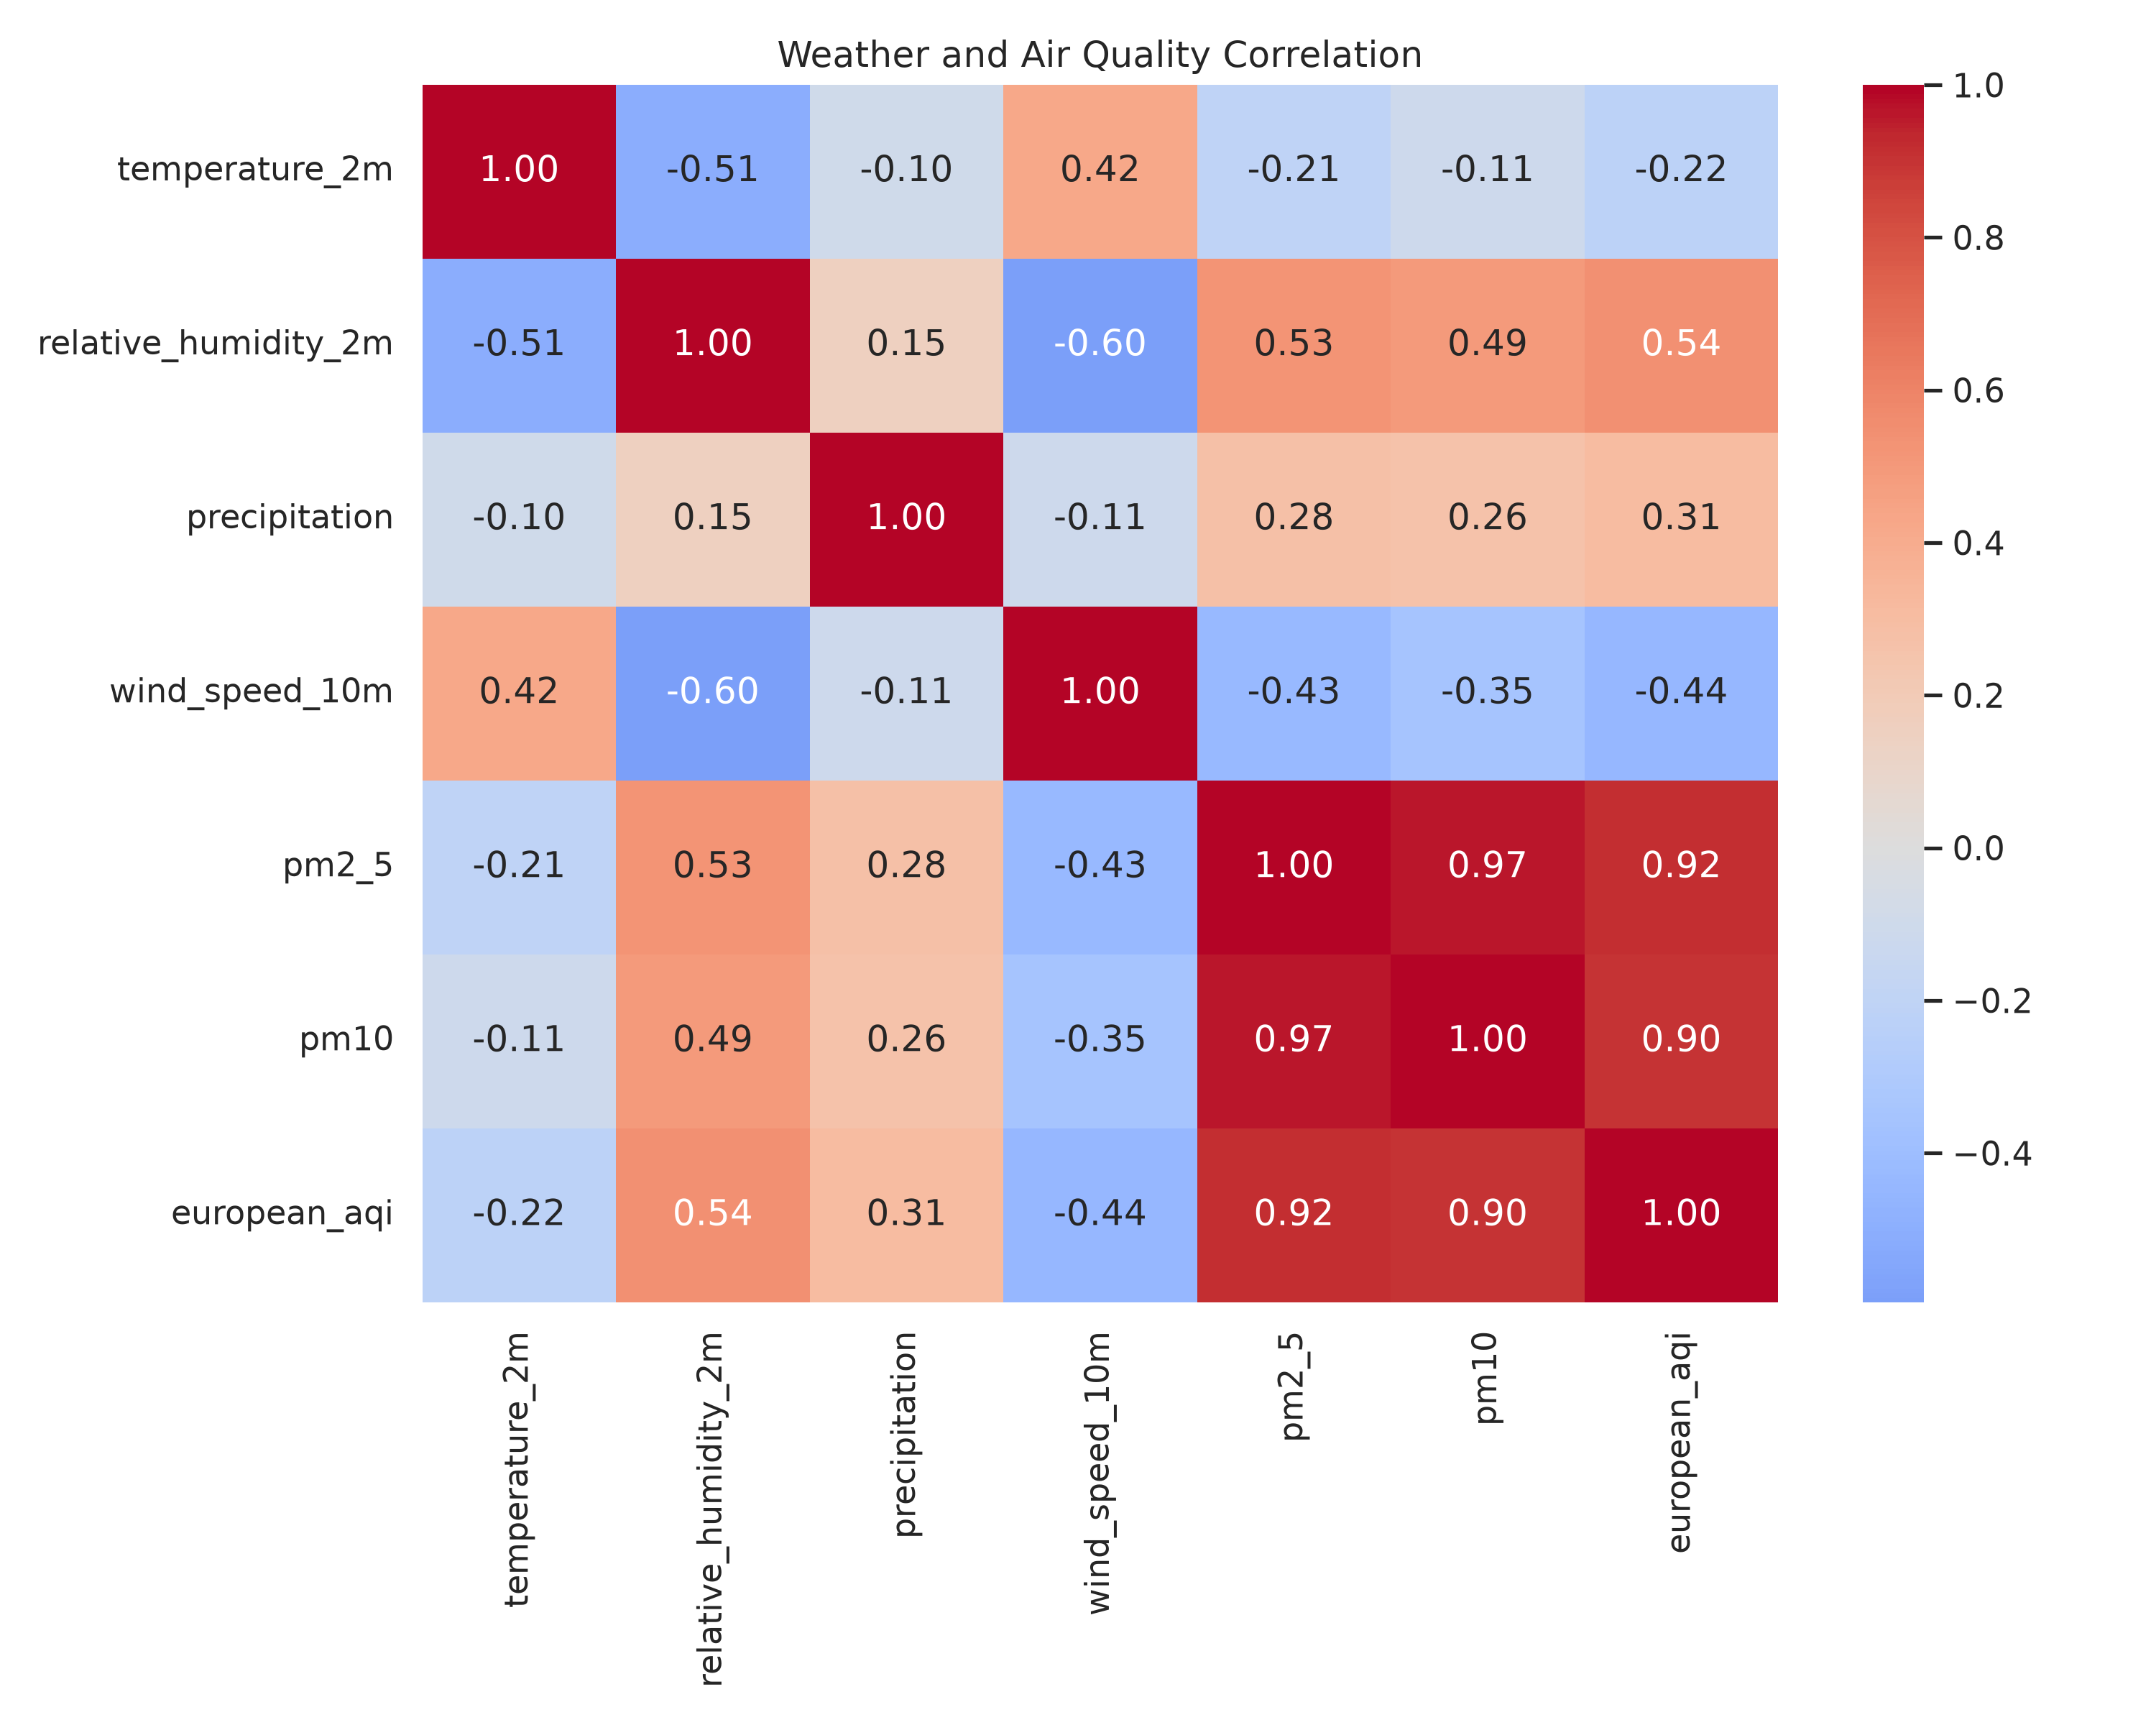 Weather and Air Quality Correlation
temperature_2m 1.00 -0.51 -0.10 0.42 -0.21 -0.11 -0.22
relative_humidity_2m -0.51 1.00 0.15 -0.60 0.53 0.49 0.54
precipitation -0.10 0.15 1.00 -0.11 0.28 0.26 0.31
wind_speed_10m 0.42 -0.60 -0.11 1.00 -0.43 -0.35 -0.44
pm2_5 -0.21 0.53 0.28 -0.43 1.00 0.97 0.92
pm10 -0.11 0.49 0.26 -0.35 0.97 1.00 0.90
european_aqi -0.22 0.54 0.31 -0.44 0.92 0.90 1.00
temperature_2m
relative_humidity_2m
precipitation
wind_speed_10m
pm2_5
pm10
european_aqi
1.0
0.8
0.6
0.4
0.2
0.0
−0.2
−0.4